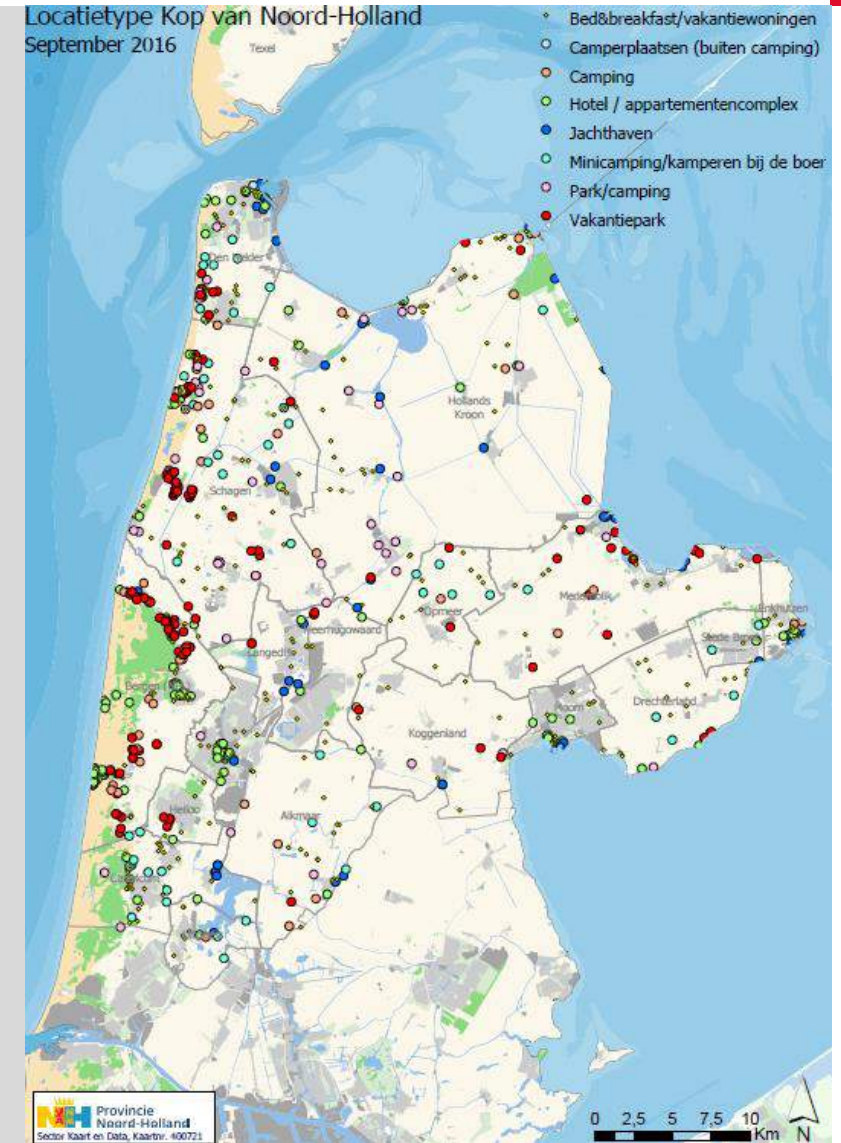 Locatietype Kop van Noord-Holland
September 2016
Bed&breakfast/vakantiewoningen
Camperplaatsen (buiten camping)
Camping
Hotel / appartementencomplex
Jachthaven
Minicamping/kamperen bij de boer
Park/camping
Vakantiepark
Texel
Den Helder
Hollands
Kroon
Schagen
Opmeer
Medemblik
Enkhuizen
Stede Broec
Heerhugowaard
Langedijk
Bergen
Drechterland
Hoorn
Koggenland
Heiloo
Alkmaar
Castricum
Provincie
Noord-Holland
Sector Kaart en Data, Kaartnr. 460721
0 2,5 5 7,5 10
Km
N